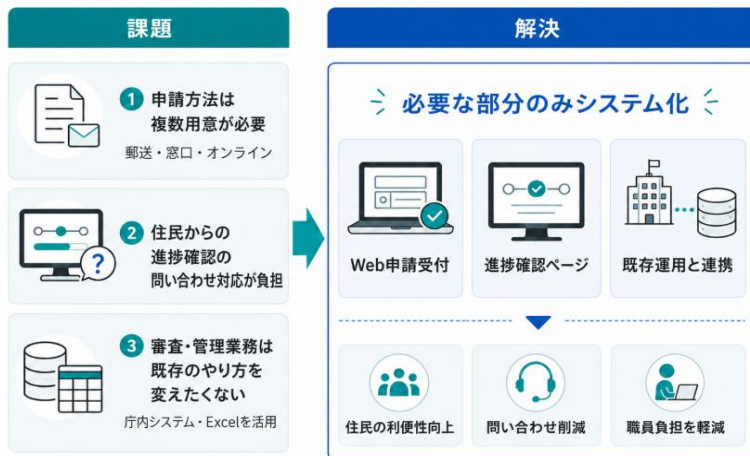 課題
1 申請方法は
複数用意が必要
郵送・窓口・オンライン
2 住民からの
進捗確認の
問い合わせ対応が負担
?
3 審査・管理業務は
既存のやり方を
変えたくない
庁内システム・Excelを活用
解決
必要な部分のみシステム化
Web申請受付
進捗確認ページ
既存運用と連携
住民の利便性向上
問い合わせ削減
職員負担を軽減